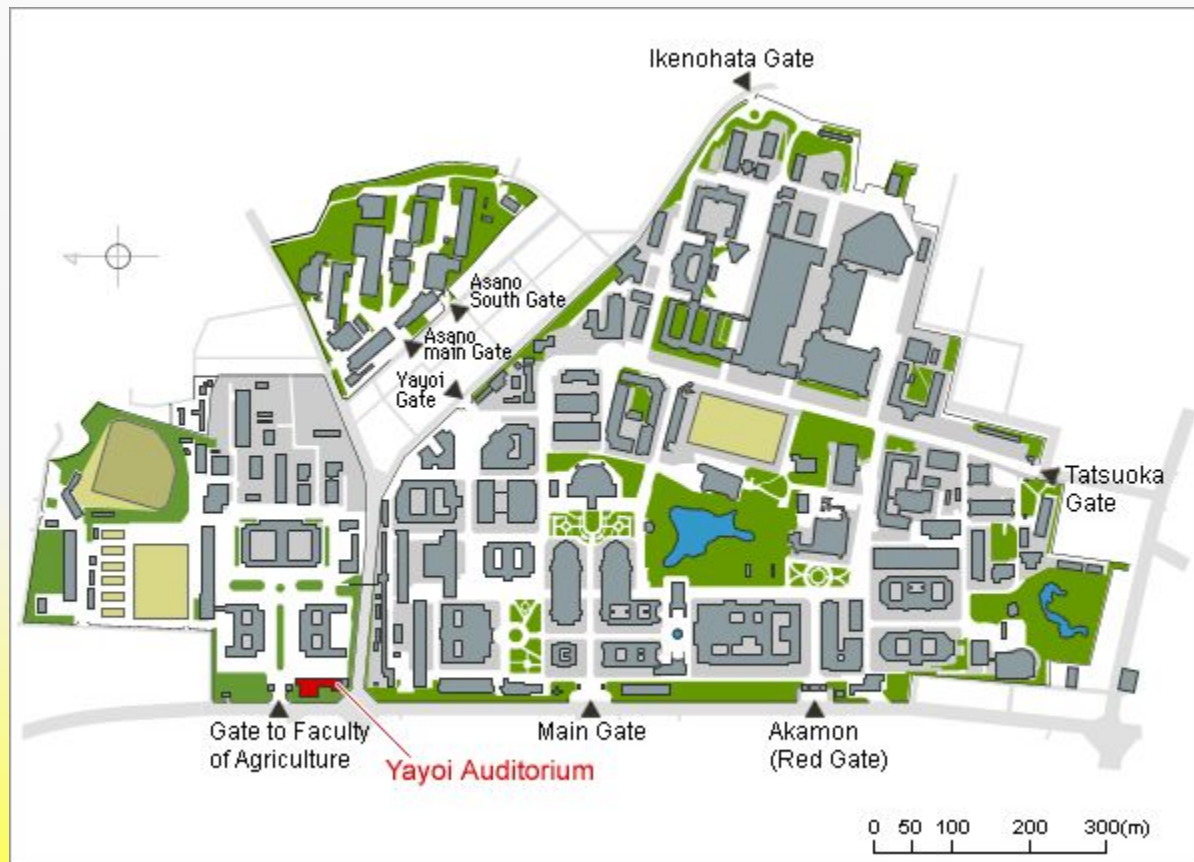 Ikenohata Gate
Asano
South Gate
Asano
main Gate
Yayoi
Gate
Tatsuoka
Gate
Gate to Faculty
of Agriculture
Main Gate
Akamon
(Red Gate)
Yayoi Auditorium
0 50 100 200 300(m)